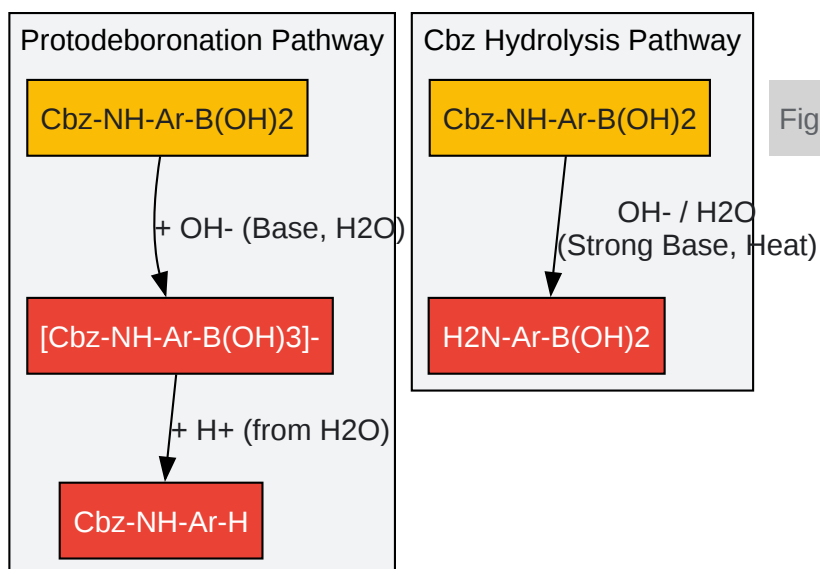 Protodeboronation Pathway
Cbz-NH-Ar-B(OH)2
+ OH- (Base, H2O)
[Cbz-NH-Ar-B(OH)3]-
+ H+ (from H2O)
Cbz-NH-Ar-H
Cbz Hydrolysis Pathway
Cbz-NH-Ar-B(OH)2
OH- / H2O
(Strong Base, Heat)
H2N-Ar-B(OH)2
Fig